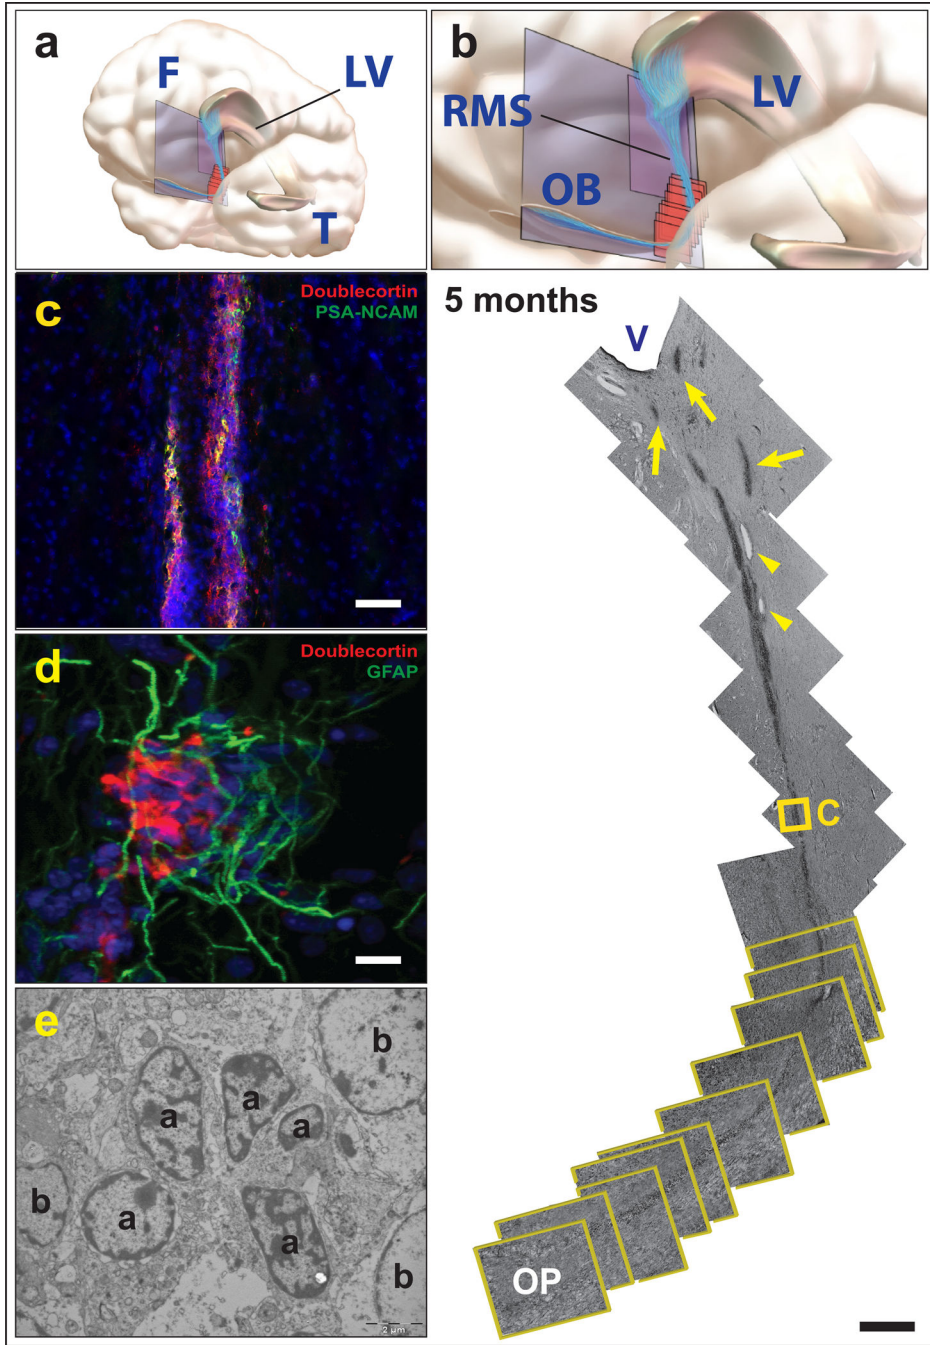 a
F
LV
T
b
RMS
LV
OB
c
Doublecortin
PSA-NCAM
5 months
V
d
Doublecortin
GFAP
C
e
b
a
a
a
b
a
a
b
2 µm
OP